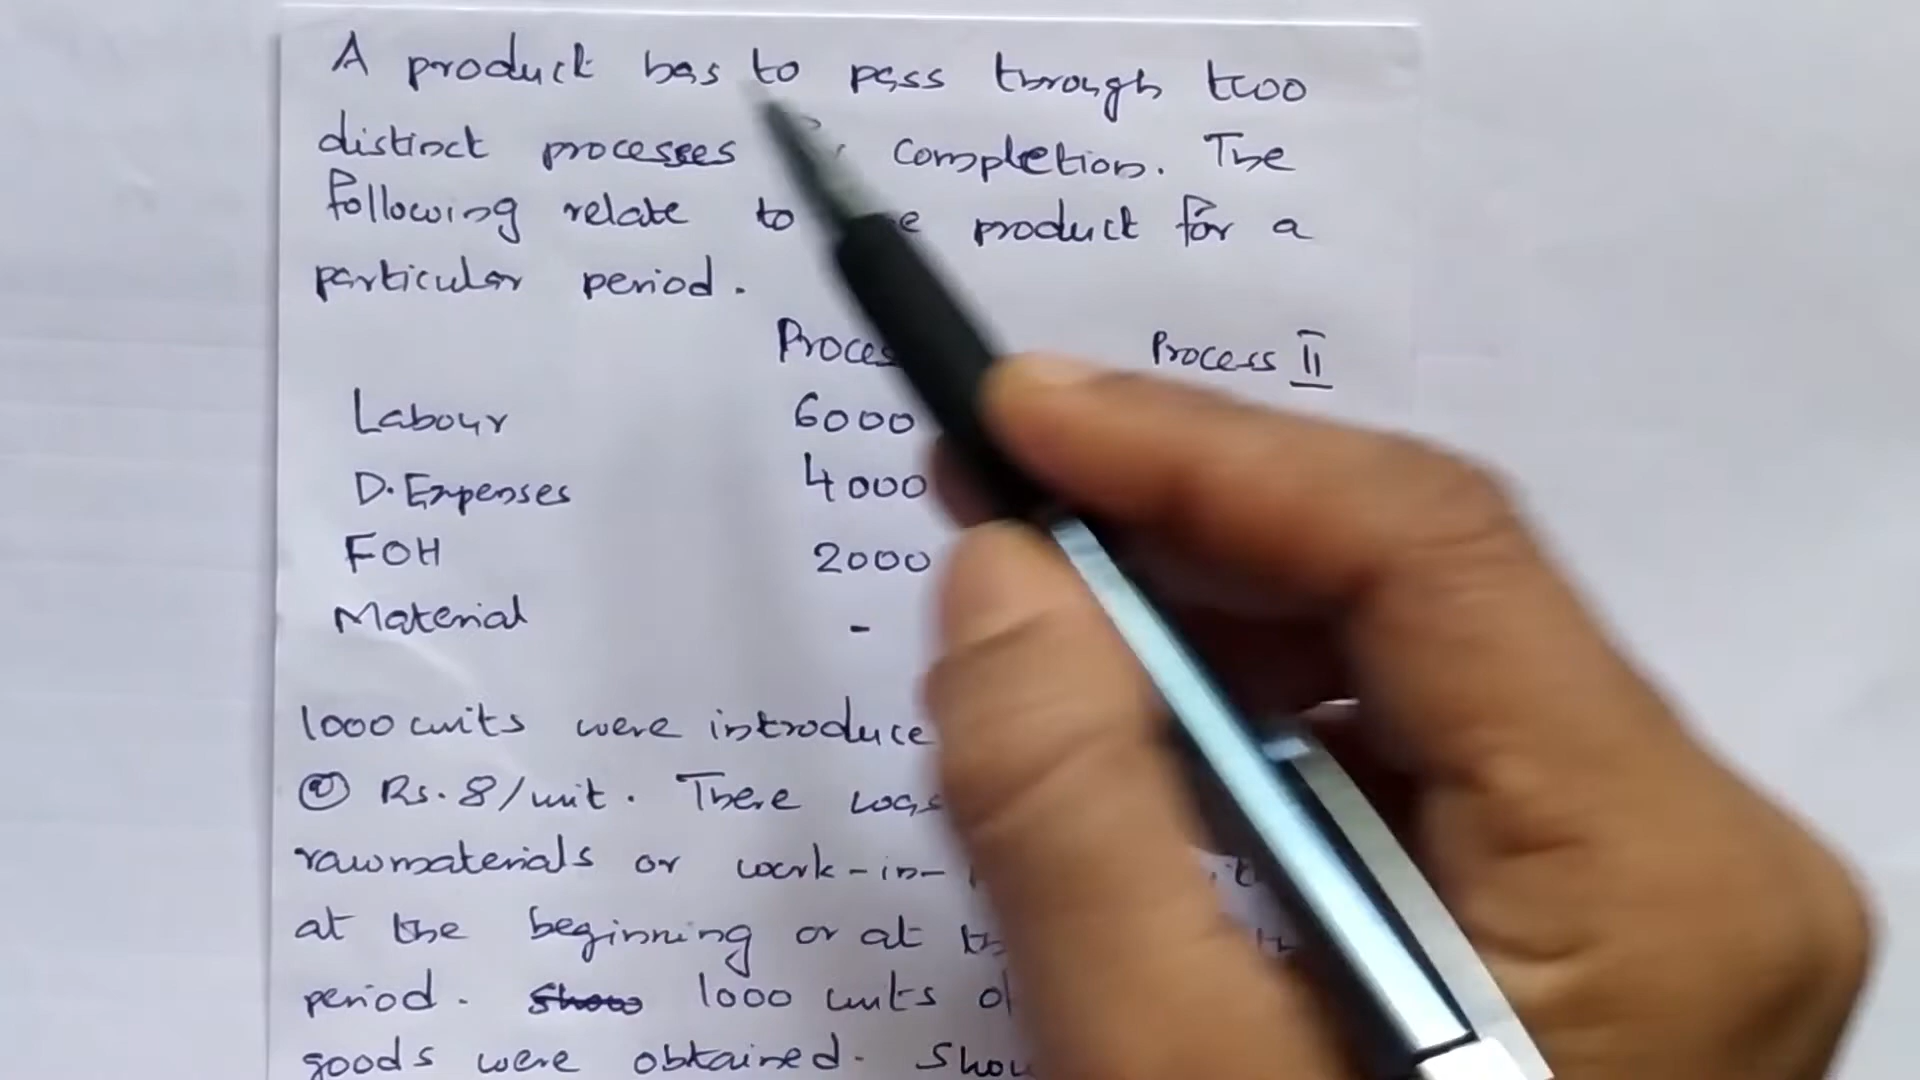 A product has to pass through two
distinct processes completion. The
following relate to product for a
particular period.
Process II
Labour 6000
D. Expenses 4000
FOH 2000
Material -
1000 units were introduce
@ Rs. 8/unit. There was
rawmaterials or work-in-
at the beginning or at
period. Show 1000 units
goods were obtained.